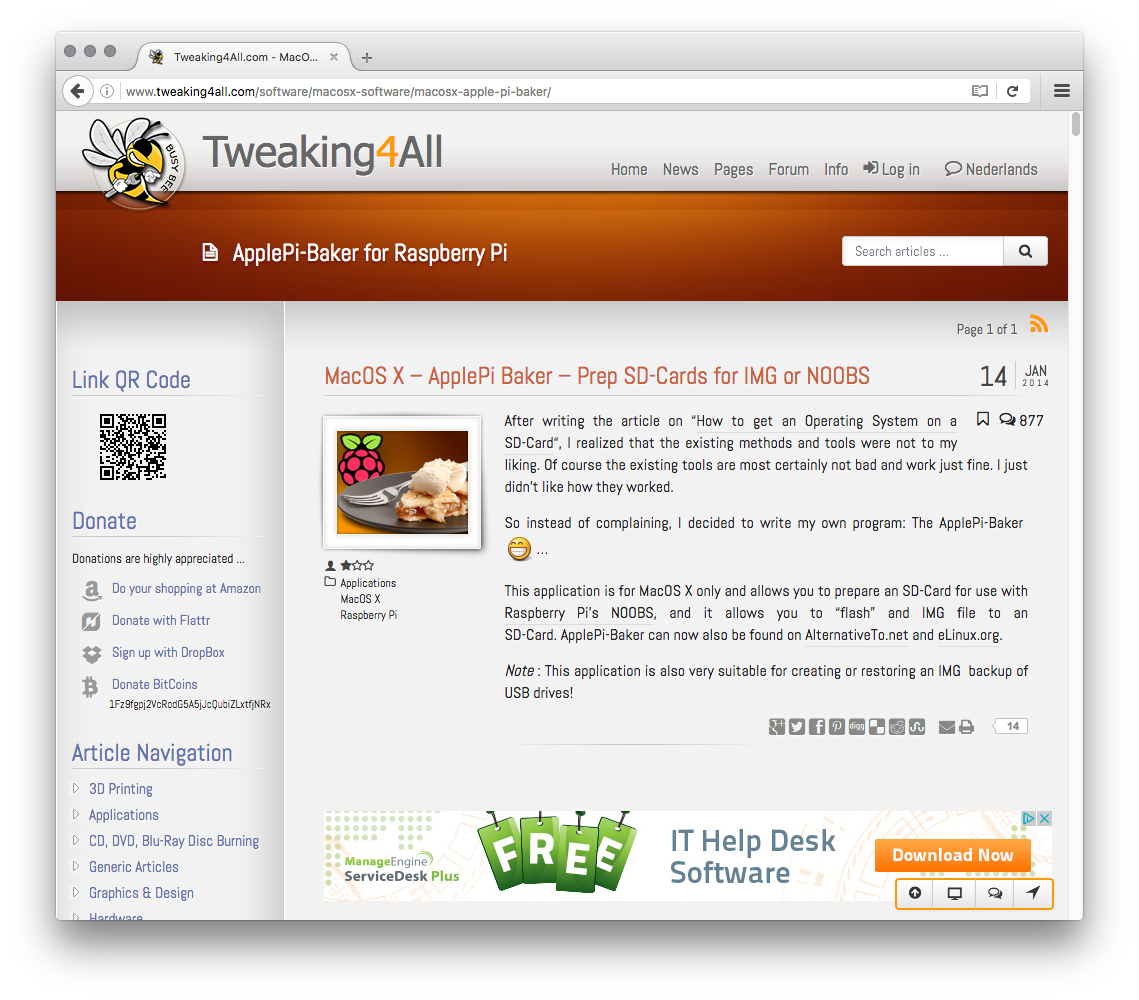 Tweaking4All.com - MacO...
www.tweaking4all.com/software/macosx-software/macosx-apple-pi-baker/
BUSY BEE
Tweaking4All
Home News Pages Forum Info Log in Nederlands
ApplePi-Baker for Raspberry Pi
Search articles ...
Page 1 of 1
Link QR Code
Donate
Donations are highly appreciated ...
Do your shopping at Amazon
Donate with Flattr
Sign up with DropBox
Donate BitCoins
1Fz9fgpj2VcRodG5A5jJcQubiZLxtfjNRx
Article Navigation
3D Printing
Applications
CD, DVD, Blu-Ray Disc Burning
Generic Articles
Graphics & Design
Hardware
MacOS X – ApplePi Baker – Prep SD-Cards for IMG or NOOBS
14 JAN
2014
877
After writing the article on “How to get an Operating System on a
SD-Card“, I realized that the existing methods and tools were not to my
liking. Of course the existing tools are most certainly not bad and work just fine. I just
didn’t like how they worked.
So instead of complaining, I decided to write my own program: The ApplePi-Baker
...
Applications
MacOS X
Raspberry Pi
This application is for MacOS X only and allows you to prepare an SD-Card for use with
Raspberry Pi’s NOOBS, and it allows you to “flash” and IMG file to an
SD-Card. ApplePi-Baker can now also be found on AlternativeTo.net and eLinux.org.
Note : This application is also very suitable for creating or restoring an IMG backup of
USB drives!
digg
14
ManageEngine
ServiceDesk Plus
FREE
IT Help Desk
Software
Download Now